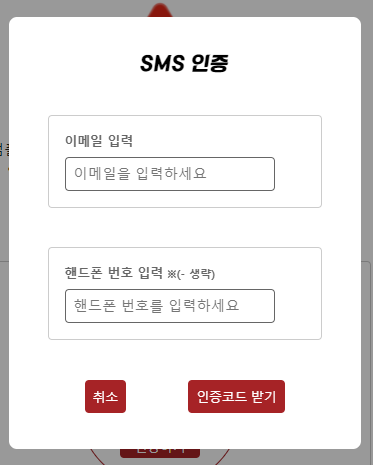 SMS 인증
이메일 입력
이메일을 입력하세요
핸드폰 번호 입력 ※(- 생략)
핸드폰 번호를 입력하세요
취소
인증코드 받기